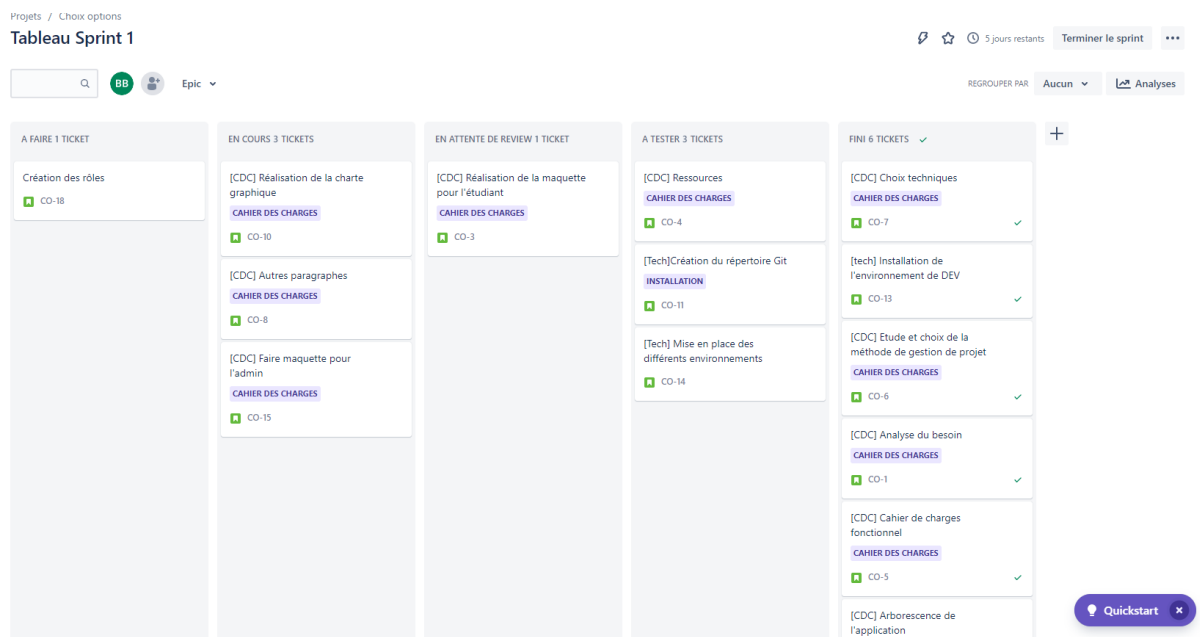 Projets / Choix options
Tableau Sprint 1
5 jours restants
Terminer le sprint
BB
Epic
REGROUPER PAR
Aucun
Analyses
A FAIRE 1 TICKET
Création des rôles
CO-18
EN COURS 3 TICKETS
[CDC] Réalisation de la charte
graphique
CAHIER DES CHARGES
CO-10
[CDC] Autres paragraphes
CAHIER DES CHARGES
CO-8
[CDC] Faire maquette pour
l'admin
CAHIER DES CHARGES
CO-15
EN ATTENTE DE REVIEW 1 TICKET
[CDC] Réalisation de la maquette
pour l'étudiant
CAHIER DES CHARGES
CO-3
A TESTER 3 TICKETS
[CDC] Ressources
CAHIER DES CHARGES
CO-4
[Tech]Création du répertoire Git
INSTALLATION
CO-11
[Tech] Mise en place des
différents environnements
CO-14
FINI 6 TICKETS
[CDC] Choix techniques
CAHIER DES CHARGES
CO-7
[tech] Installation de
l'environnement de DEV
CO-13
[CDC] Etude et choix de la
méthode de gestion de projet
CAHIER DES CHARGES
CO-6
[CDC] Analyse du besoin
CAHIER DES CHARGES
CO-1
[CDC] Cahier de charges
fonctionnel
CAHIER DES CHARGES
CO-5
[CDC] Arborescence de
l'application
Quickstart